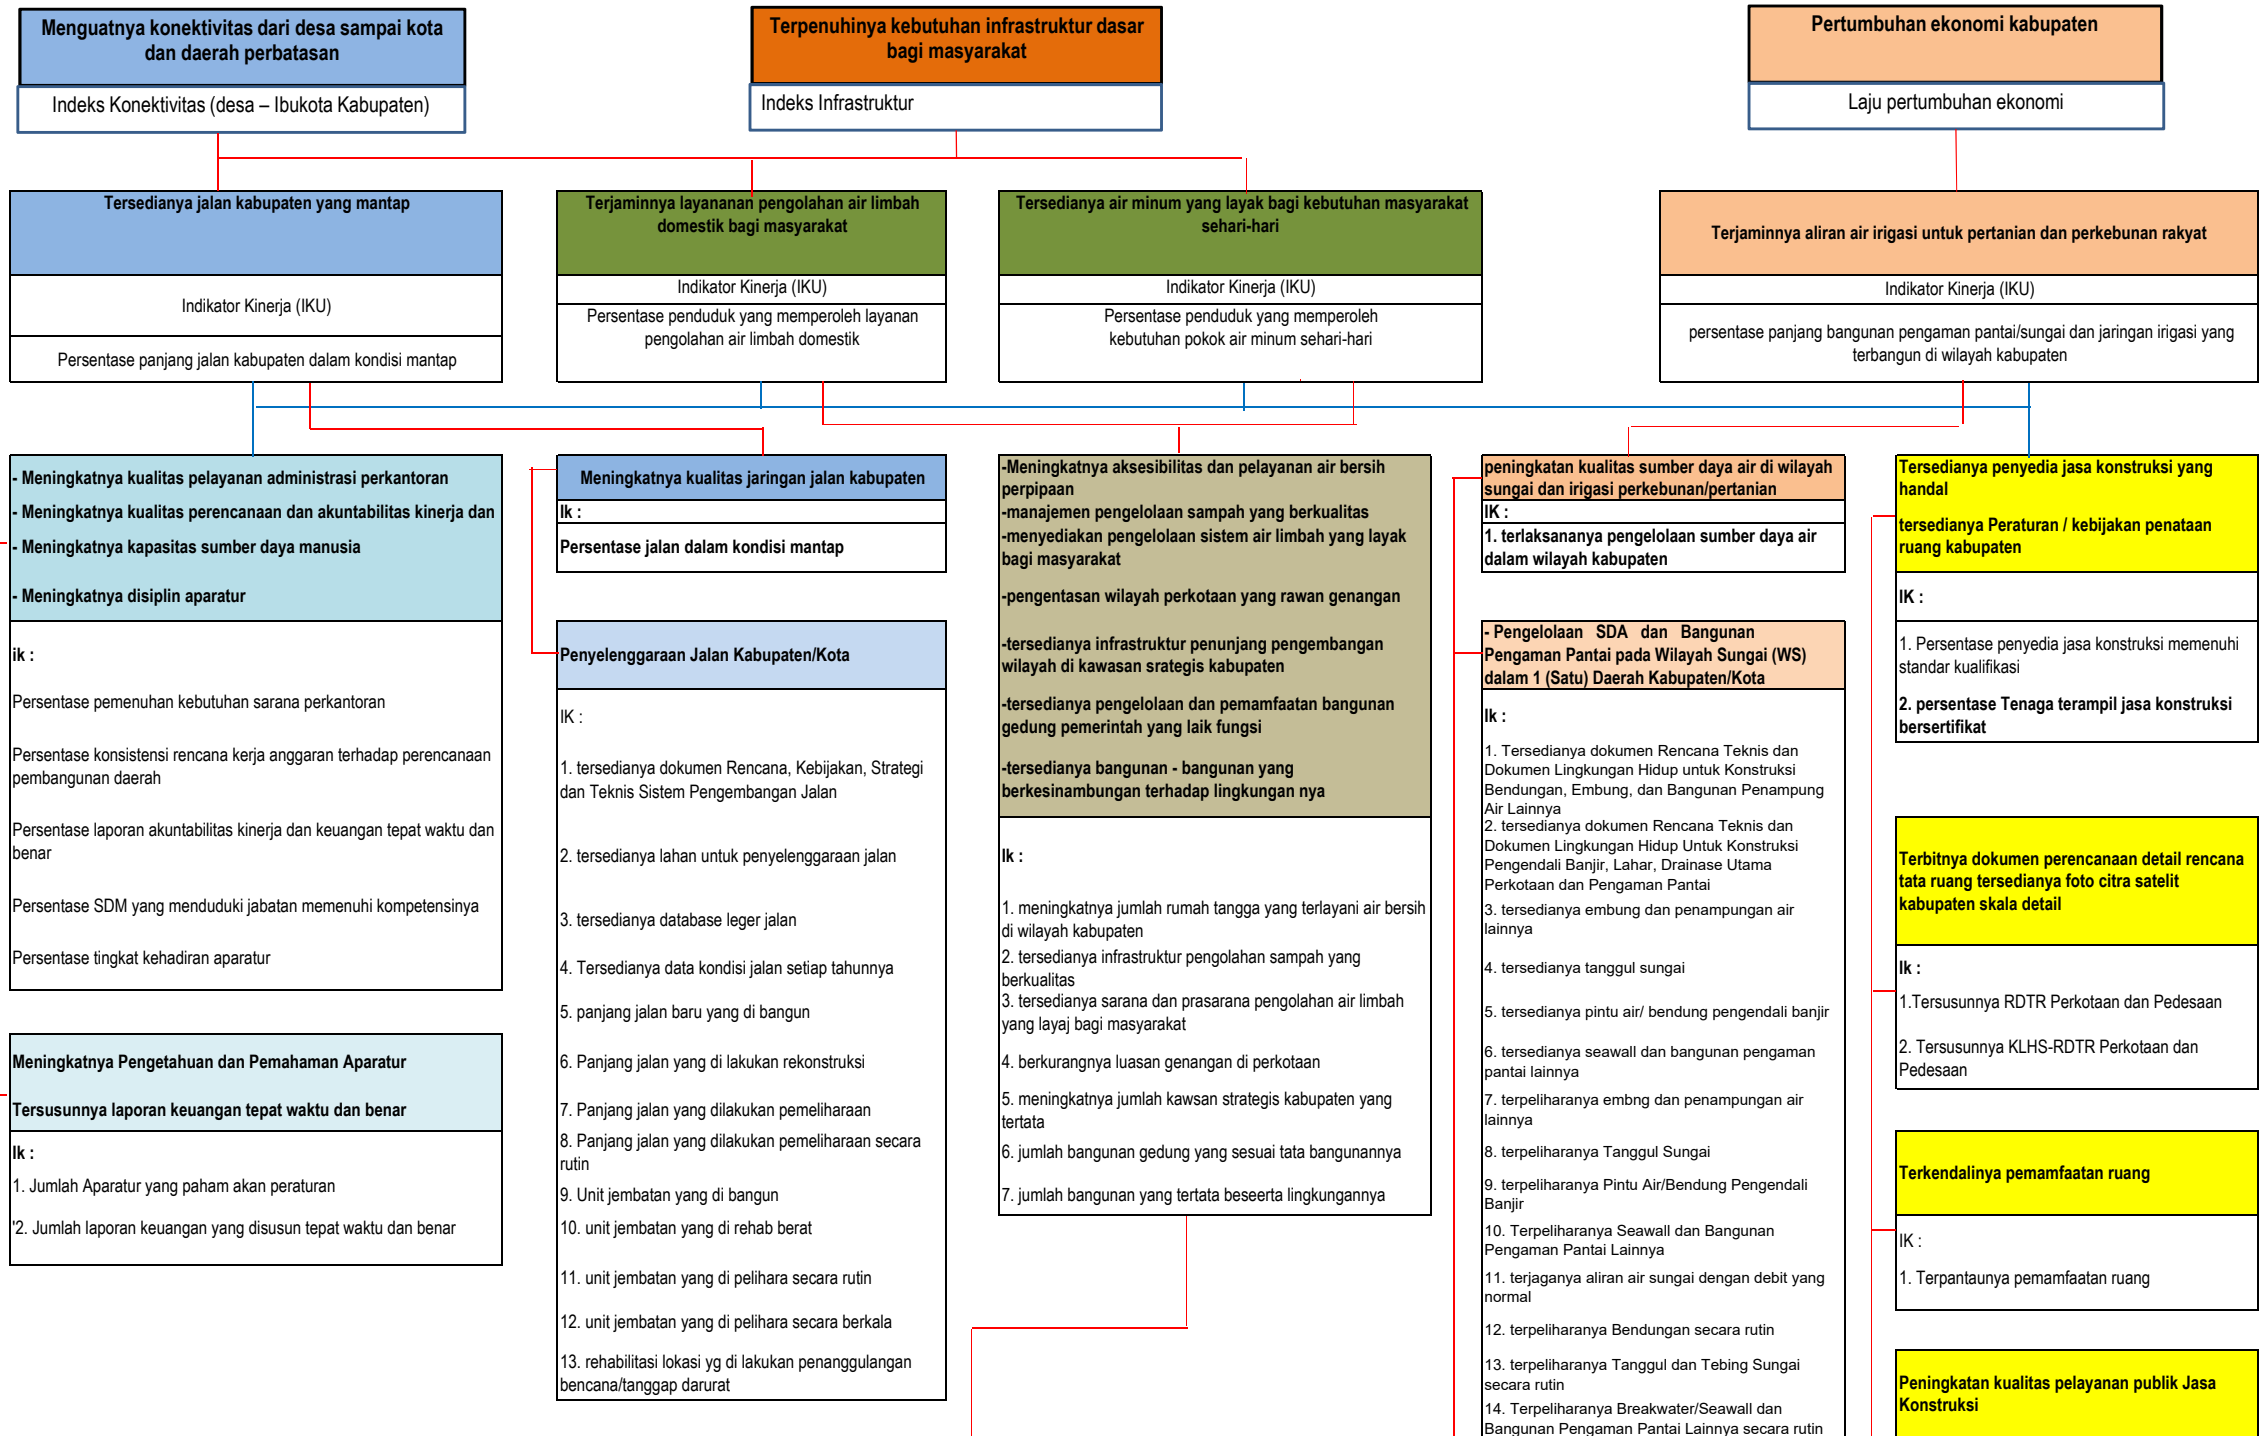 Menguatnya konektivitas dari desa sampai kota
dan daerah perbatasan
Indeks Konektivitas (desa – Ibukota Kabupaten)
Terpenuhinya kebutuhan infrastruktur dasar
bagi masyarakat
Indeks Infrastruktur
Pertumbuhan ekonomi kabupaten
Laju pertumbuhan ekonomi
Tersedianya jalan kabupaten yang mantap
Indikator Kinerja (IKU)
Persentase panjang jalan kabupaten dalam kondisi mantap
Terjaminnya layananan pengolahan air limbah
domestik bagi masyarakat
Indikator Kinerja (IKU)
Persentase penduduk yang memperoleh layanan
pengolahan air limbah domestik
Tersedianya air minum yang layak bagi kebutuhan masyarakat
sehari-hari
Indikator Kinerja (IKU)
Persentase penduduk yang memperoleh
kebutuhan pokok air minum sehari-hari
Terjaminnya aliran air irigasi untuk pertanian dan perkebunan rakyat
Indikator Kinerja (IKU)
persentase panjang bangunan pengaman pantai/sungai dan jaringan irigasi yang
terbangun di wilayah kabupaten
- Meningkatnya kualitas pelayanan administrasi perkantoran
- Meningkatnya kualitas perencanaan dan akuntabilitas kinerja dan
- Meningkatnya kapasitas sumber daya manusia
- Meningkatnya disiplin aparatur
ik :
Persentase pemenuhan kebutuhan sarana perkantoran
Persentase konsistensi rencana kerja anggaran terhadap perencanaan
pembangunan daerah
Persentase laporan akuntabilitas kinerja dan keuangan tepat waktu dan
benar
Persentase SDM yang menduduki jabatan memenuhi kompetensinya
Persentase tingkat kehadiran aparatur
Meningkatnya Pengetahuan dan Pemahaman Aparatur
Tersusunnya laporan keuangan tepat waktu dan benar
Ik :
1. Jumlah Aparatur yang paham akan peraturan
'2. Jumlah laporan keuangan yang disusun tepat waktu dan benar
Meningkatnya kualitas jaringan jalan kabupaten
Ik :
Persentase jalan dalam kondisi mantap
Penyelenggaraan Jalan Kabupaten/Kota
IK :
1. tersedianya dokumen Rencana, Kebijakan, Strategi
dan Teknis Sistem Pengembangan Jalan
2. tersedianya lahan untuk penyelenggaraan jalan
3. tersedianya database leger jalan
4. Tersedianya data kondisi jalan setiap tahunnya
5. panjang jalan baru yang di bangun
6. Panjang jalan yang di lakukan rekonstruksi
7. Panjang jalan yang dilakukan pemeliharaan
8. Panjang jalan yang dilakukan pemeliharaan secara
rutin
9. Unit jembatan yang di bangun
10. unit jembatan yang di rehab berat
11. unit jembatan yang di pelihara secara rutin
12. unit jembatan yang di pelihara secara berkala
13. rehabilitasi lokasi yg di lakukan penanggulangan
bencana/tanggap darurat
-Meningkatnya aksesibilitas dan pelayanan air bersih
perpipaan
-manajemen pengelolaan sampah yang berkualitas
-menyediakan pengelolaan sistem air limbah yang layak
bagi masyarakat
-pengentasan wilayah perkotaan yang rawan genangan
-tersedianya infrastruktur penunjang pengembangan
wilayah di kawasan srategis kabupaten
-tersedianya pengelolaan dan pemamfaatan bangunan
gedung pemerintah yang laik fungsi
-tersedianya bangunan - bangunan yang
berkesinambungan terhadap lingkungan nya
Ik :
1. meningkatnya jumlah rumah tangga yang terlayani air bersih
di wilayah kabupaten
2. tersedianya infrastruktur pengolahan sampah yang
berkualitas
3. tersedianya sarana dan prasarana pengolahan air limbah
yang layaj bagi masyarakat
4. berkurangnya luasan genangan di perkotaan
5. meningkatnya jumlah kawsan strategis kabupaten yang
tertata
6. jumlah bangunan gedung yang sesuai tata bangunannya
7. jumlah bangunan yang tertata beseerta lingkungannya
peningkatan kualitas sumber daya air di wilayah
sungai dan irigasi perkebunan/pertanian
IK :
1. terlaksananya pengelolaan sumber daya air
dalam wilayah kabupaten
- Pengelolaan SDA dan Bangunan
Pengaman Pantai pada Wilayah Sungai (WS)
dalam 1 (Satu) Daerah Kabupaten/Kota
Ik :
1. Tersedianya dokumen Rencana Teknis dan
Dokumen Lingkungan Hidup untuk Konstruksi
Bendungan, Embung, dan Bangunan Penampung
Air Lainnya
2. tersedianya dokumen Rencana Teknis dan
Dokumen Lingkungan Hidup Untuk Konstruksi
Pengendali Banjir, Lahar, Drainase Utama
Perkotaan dan Pengaman Pantai
3. tersedianya embung dan penampungan air
lainnya
4. tersedianya tanggul sungai
5. tersedianya pintu air/ bendung pengendali banjir
6. tersedianya seawall dan bangunan pengaman
pantai lainnya
7. terpeliharanya embng dan penampungan air
lainnya
8. terpeliharanya Tanggul Sungai
9. terpeliharanya Pintu Air/Bendung Pengendali
Banjir
10. Terpeliharanya Seawall dan Bangunan
Pengaman Pantai Lainnya
11. terjaganya aliran air sungai dengan debit yang
normal
12. terpeliharanya Bendungan secara rutin
13. terpeliharanya Tanggul dan Tebing Sungai
secara rutin
14. Terpeliharanya Breakwater/Seawall dan
Bangunan Pengaman Pantai Lainnya secara rutin
Tersedianya penyedia jasa konstruksi yang
handal
tersedianya Peraturan / kebijakan penataan
ruang kabupaten
IK :
1. Persentase penyedia jasa konstruksi memenuhi
standar kualifikasi
2. persentase Tenaga terampil jasa konstruksi
bersertifikat
Terbitnya dokumen perencanaan detail rencana
tata ruang tersedianya foto citra satelit
kabupaten skala detail
Ik :
1.Tersusunnya RDTR Perkotaan dan Pedesaan
2. Tersusunnya KLHS-RDTR Perkotaan dan
Pedesaan
Terkendalinya pemamfaatan ruang
IK :
1. Terpantaunya pemamfaatan ruang
Peningkatan kualitas pelayanan publik Jasa
Konstruksi